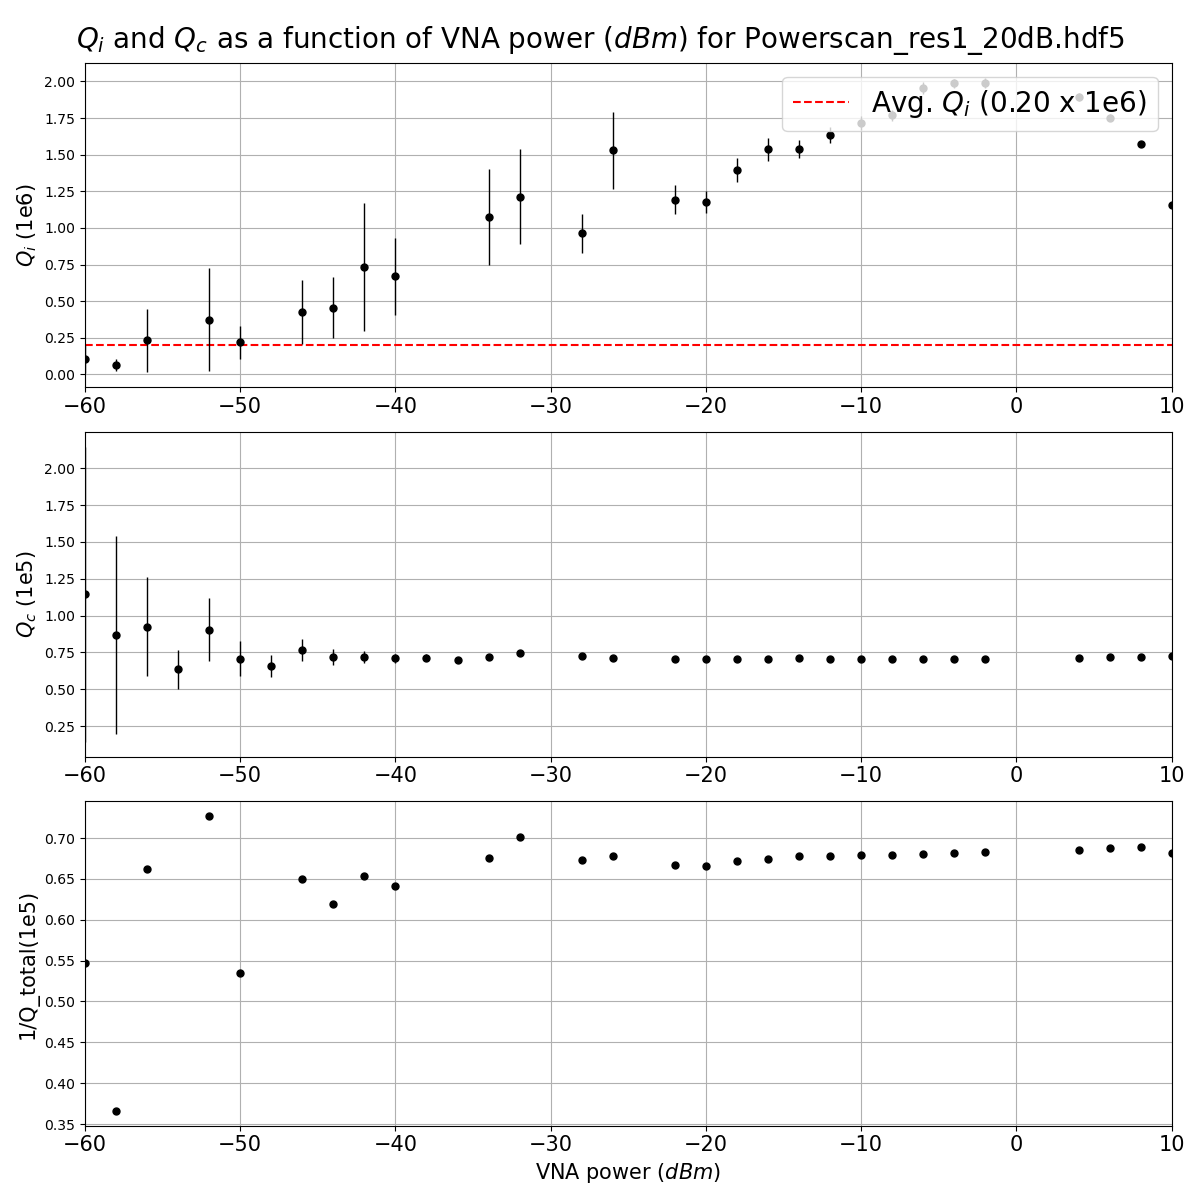 Qi and Qc as a function of VNA power (dBm) for Powerscan_res1_20dB.hdf5
Qi (1e6)
2.00
1.75
1.50
1.25
1.00
0.75
0.50
0.25
0.00
Avg. Qi (0.20 x 1e6)
−60 −50 −40 −30 −20 −10 0 10
Qc (1e5)
2.00
1.75
1.50
1.25
1.00
0.75
0.50
0.25
−60 −50 −40 −30 −20 −10 0 10
1/Q_total(1e5)
0.70
0.65
0.60
0.55
0.50
0.45
0.40
0.35
−60 −50 −40 −30 −20 −10 0 10
VNA power (dBm)